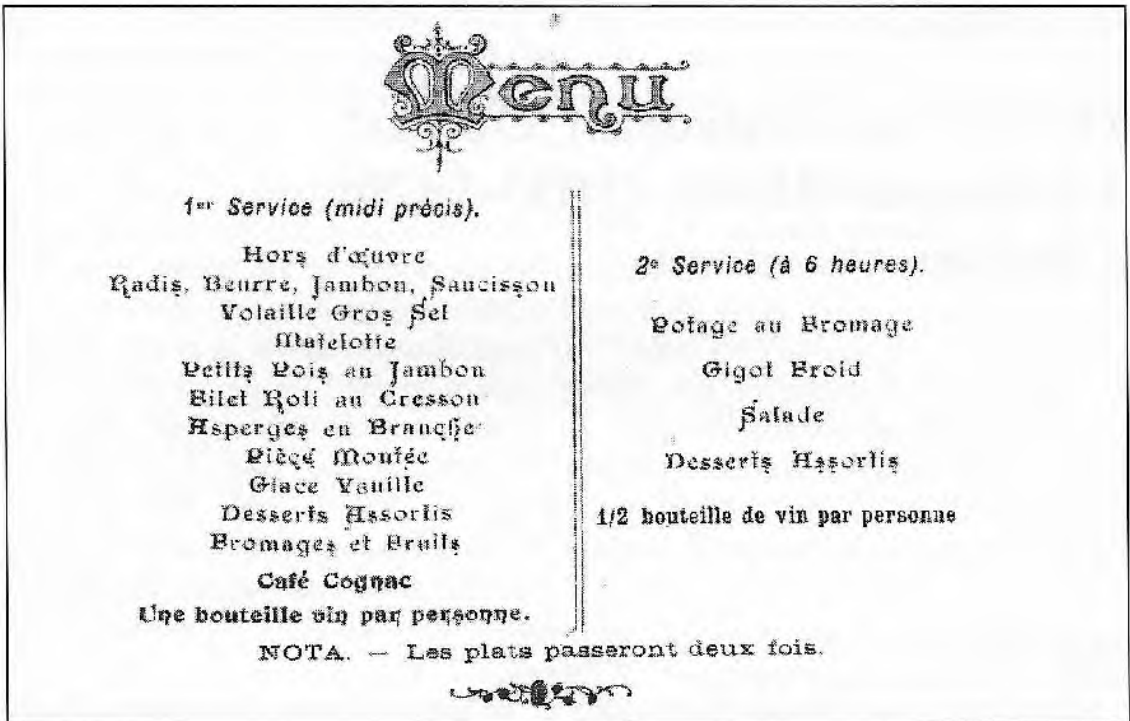 Menu
1er Service (midi précis).
Hors d'œuvre
Radis, Beurre, Jambon, Saucisson
Volaille Gros Sel
Matelotte
Petits Pois au Jambon
Filet Roti au Cresson
Asperges en Branche
Pièce Montée
Glace Vanille
Desserts Assortis
Fromages et Fruits
Café Cognac
Une bouteille vin par personne.
2e Service (à 6 heures).
Potage au Fromage
Gigot Froid
Salade
Desserts Assortis
1/2 bouteille de vin par personne
NOTA. — Les plats passeront deux fois.